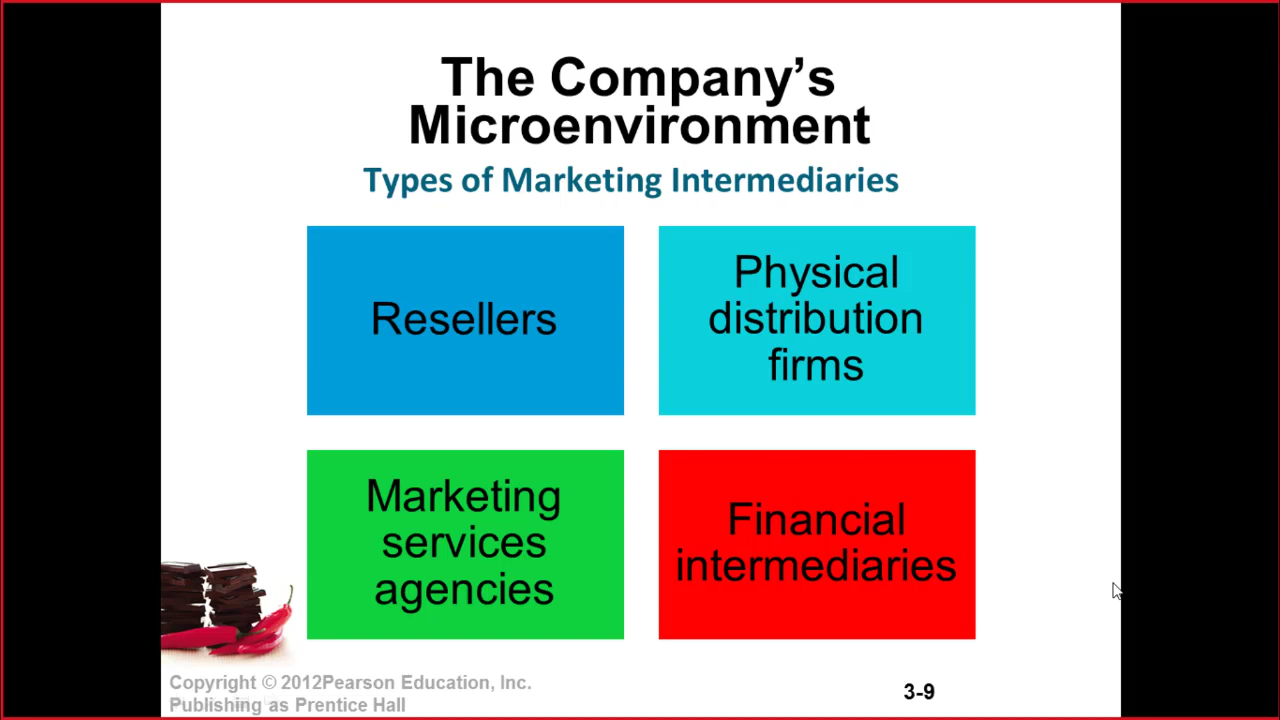 The Company’s
Microenvironment
Types of Marketing Intermediaries
Resellers
Physical
distribution
firms
Marketing
services
agencies
Financial
intermediaries
Copyright © 2012Pearson Education, Inc.
Publishing as Prentice Hall
3-9